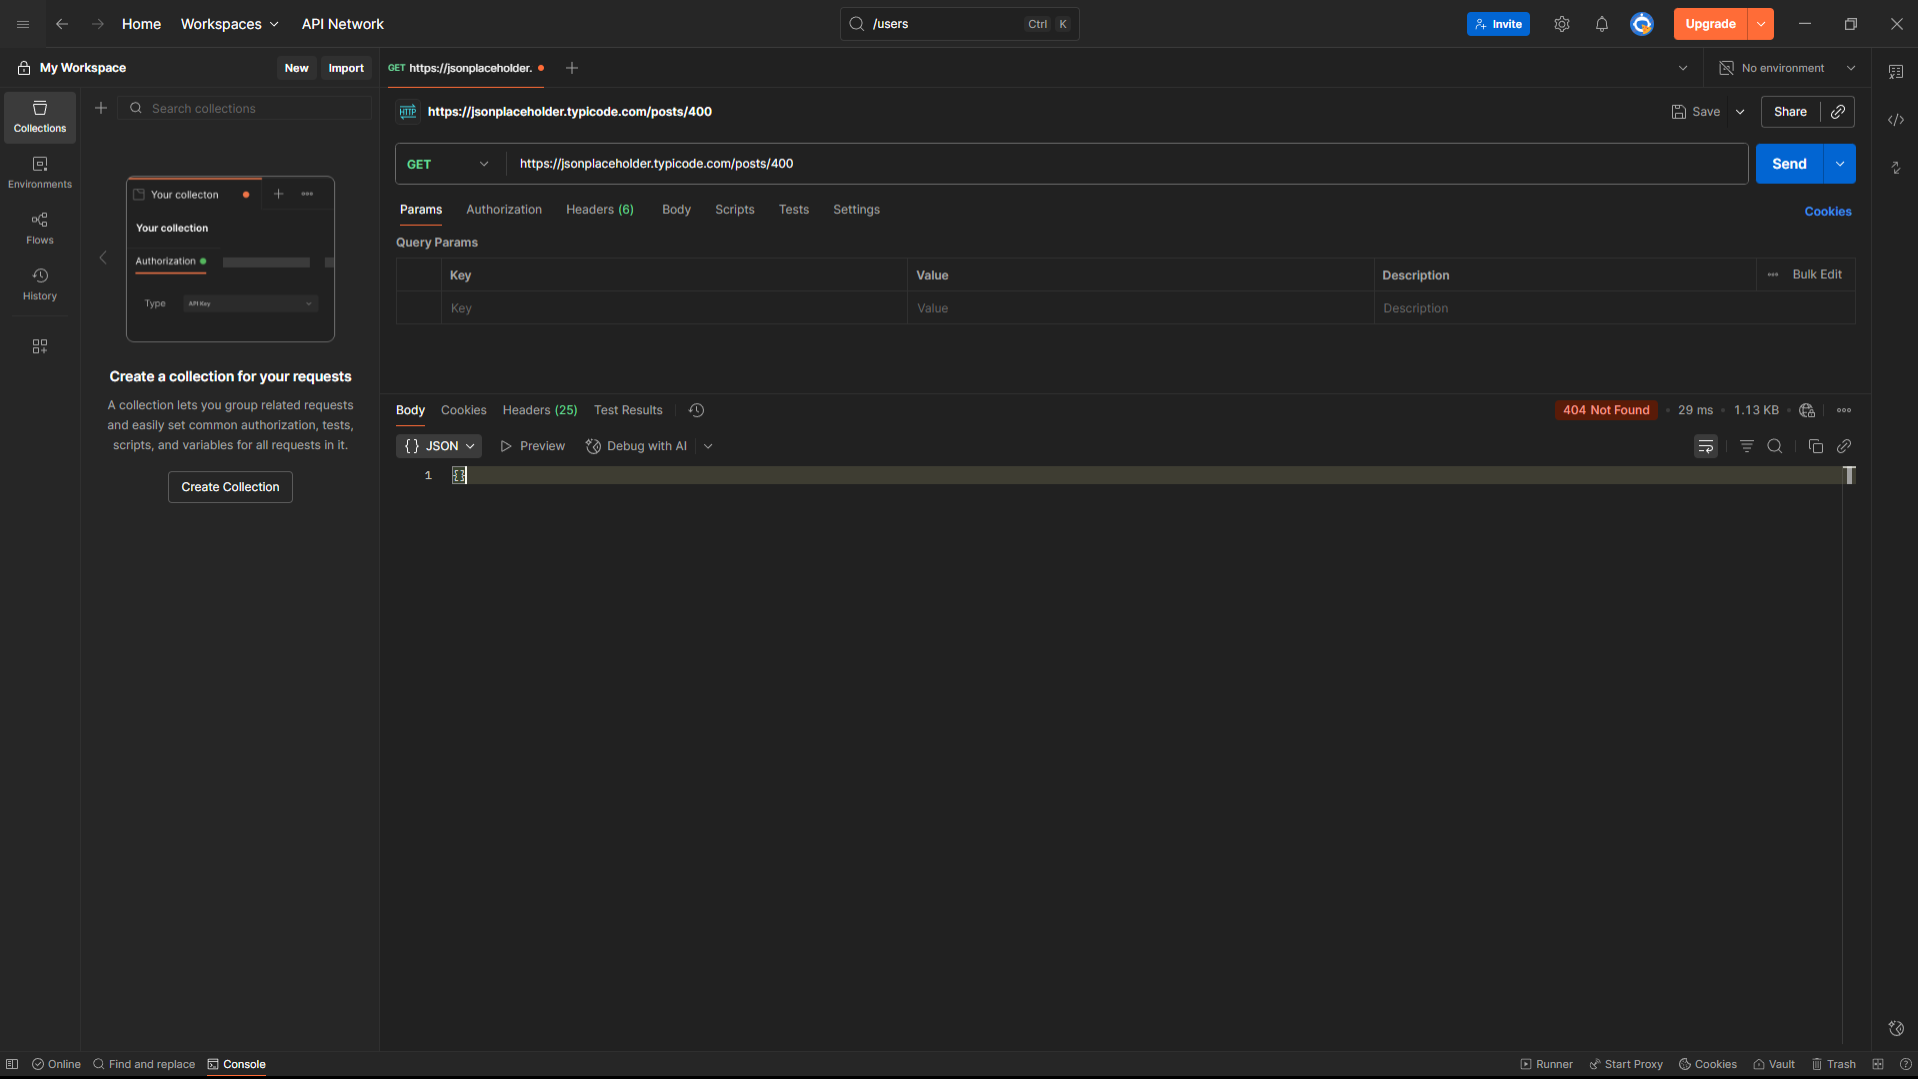 Home Workspaces API Network /users Ctrl K Invite Upgrade
My Workspace New Import GET https://jsonplaceholder. No environment
Search collections
Collections
Environments
Flows
History
Your collecton
Your collection
Authorization
Type API Key
Create a collection for your requests
A collection lets you group related requests
and easily set common authorization, tests,
scripts, and variables for all requests in it.
Create Collection
HTTP https://jsonplaceholder.typicode.com/posts/400 Save Share
GET https://jsonplaceholder.typicode.com/posts/400 Send
Params Authorization Headers (6) Body Scripts Tests Settings Cookies
Query Params
Key Value Description Bulk Edit
Key Value Description
Body Cookies Headers (25) Test Results 404 Not Found 29 ms 1.13 KB
{} JSON Preview Debug with AI
1 {}
Online Find and replace Console Runner Start Proxy Cookies Vault Trash